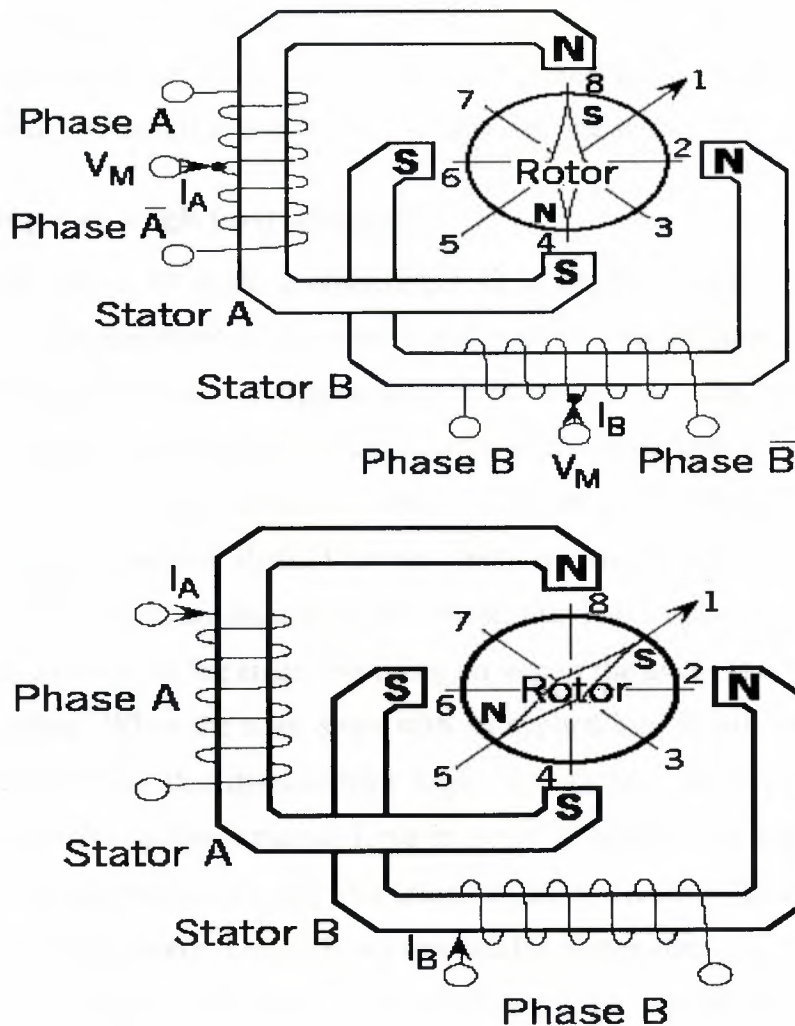 N
8
1
7
S
Phase A
V_M
S
N
6
Rotor
2
I_A
N
Phase A̅
5
4
3
S
Stator A
Stator B
I_B
Phase B
V_M
Phase B̅
N
I_A
8
1
7
S
Phase A
S
N
6
Rotor
2
N
5
4
3
S
Stator A
Stator B
I_B
Phase B